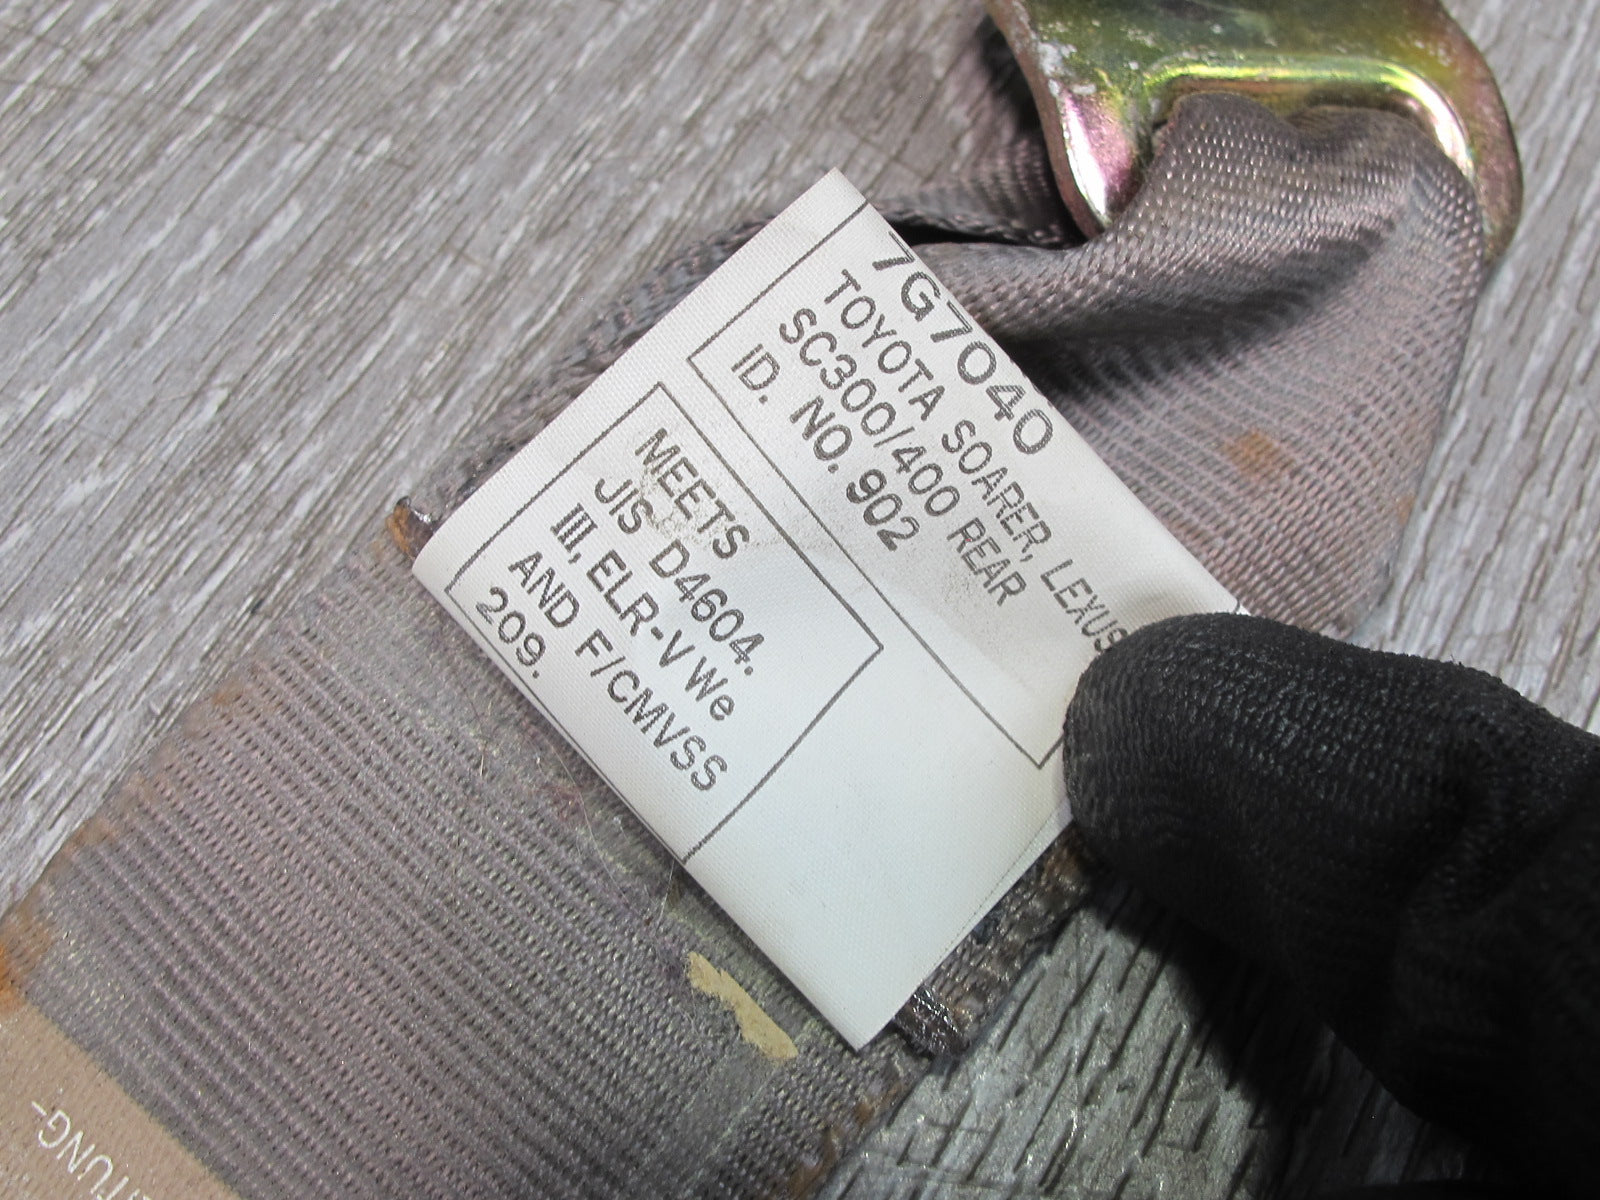 7G7040
TOYOTA SOARER, LEXUS
SC300/400 REAR
ID. NO. 902
MEETS
JIS D4604.
III, ELR-V We
AND F/CMVSS
209.